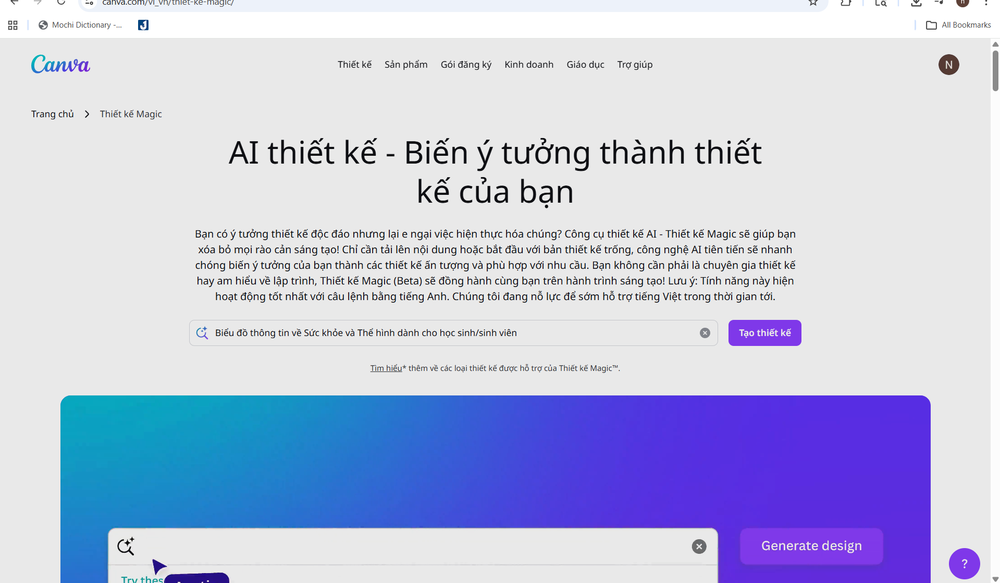 canva.com/vi_vn/thiet-ke-magic/
Mochi Dictionary -...
All Bookmarks
Canva
Thiết kế
Sản phẩm
Gói đăng ký
Kinh doanh
Giáo dục
Trợ giúp
N
Trang chủ
Thiết kế Magic
AI thiết kế - Biến ý tưởng thành thiết
kế của bạn
Bạn có ý tưởng thiết kế độc đáo nhưng lại e ngại việc hiện thực hóa chúng? Công cụ thiết kế AI - Thiết kế Magic sẽ giúp bạn
xóa bỏ mọi rào cản sáng tạo! Chỉ cần tải lên nội dung hoặc bắt đầu với bản thiết kế trống, công nghệ AI tiên tiến sẽ nhanh
chóng biến ý tưởng của bạn thành các thiết kế ấn tượng và phù hợp với nhu cầu. Bạn không cần phải là chuyên gia thiết kế
hay am hiểu về lập trình, Thiết kế Magic (Beta) sẽ đồng hành cùng bạn trên hành trình sáng tạo! Lưu ý: Tính năng này hiện
hoạt động tốt nhất với câu lệnh bằng tiếng Anh. Chúng tôi đang nỗ lực để sớm hỗ trợ tiếng Việt trong thời gian tới.
Biểu đồ thông tin về Sức khỏe và Thể hình dành cho học sinh/sinh viên
Tạo thiết kế
Tìm hiểu* thêm về các loại thiết kế được hỗ trợ của Thiết kế Magic™.
Generate design
?
Try